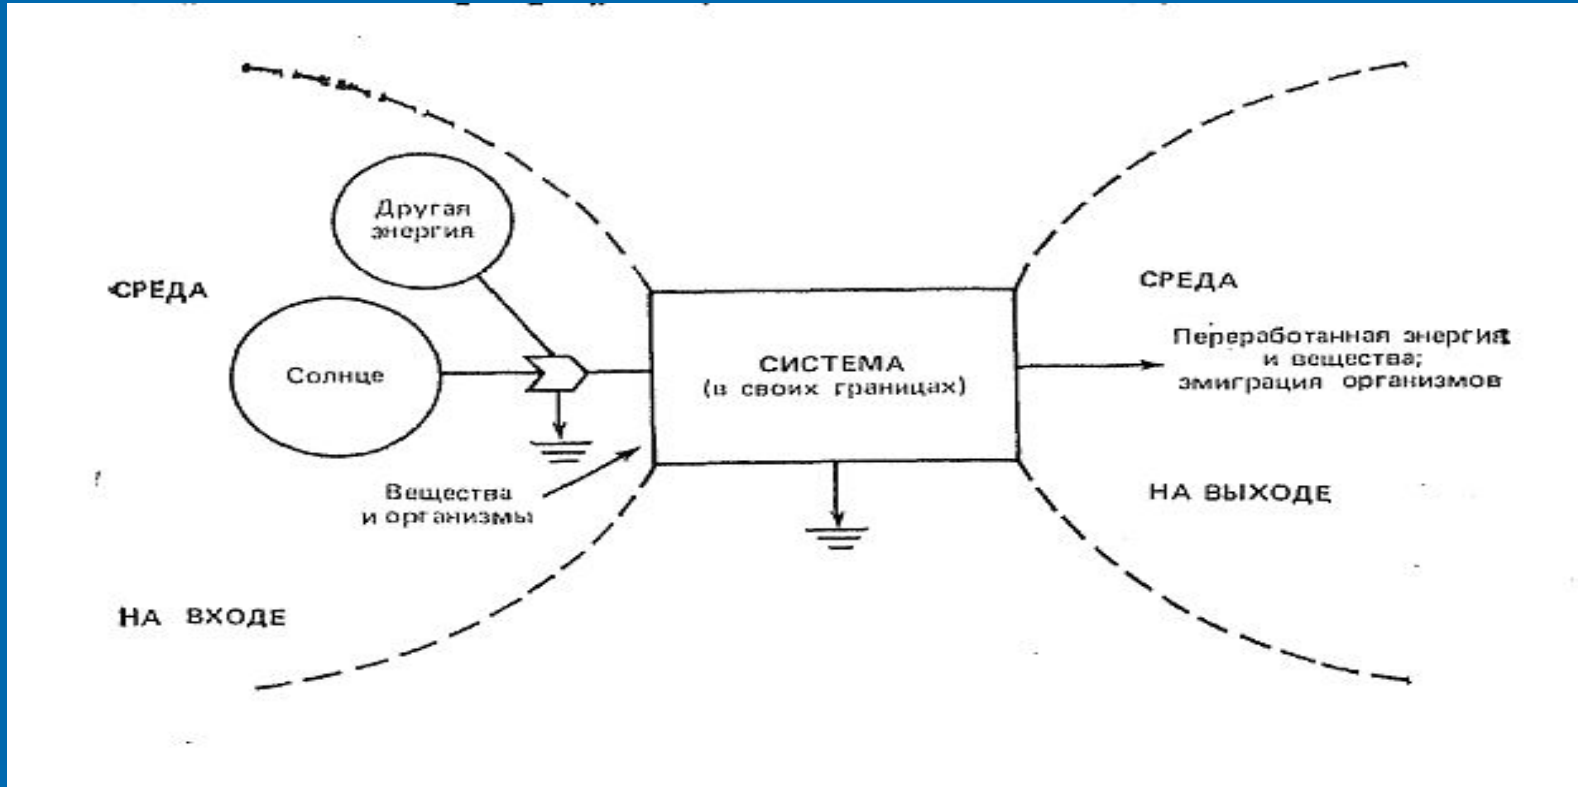 Другая
энергия
СРЕДА
Солнце
Вещества
и организмы
НА ВХОДЕ
СИСТЕМА
(в своих границах)
СРЕДА
Переработанная энергия
и вещества;
эмиграция организмов
НА ВЫХОДЕ